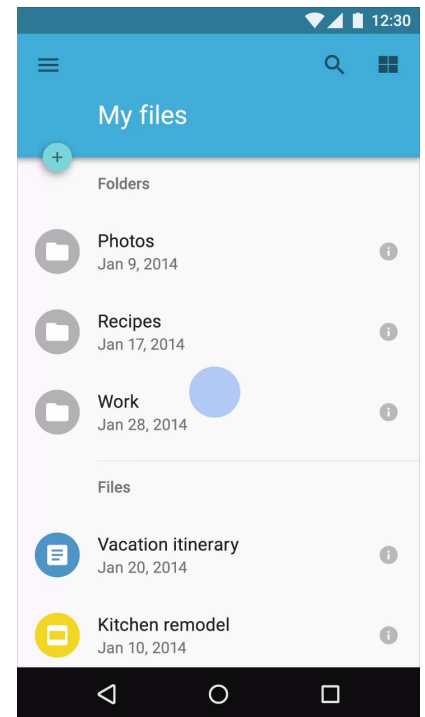 12:30
My files
Folders
Photos
Jan 9, 2014
Recipes
Jan 17, 2014
Work
Jan 28, 2014
Files
Vacation itinerary
Jan 20, 2014
Kitchen remodel
Jan 10, 2014